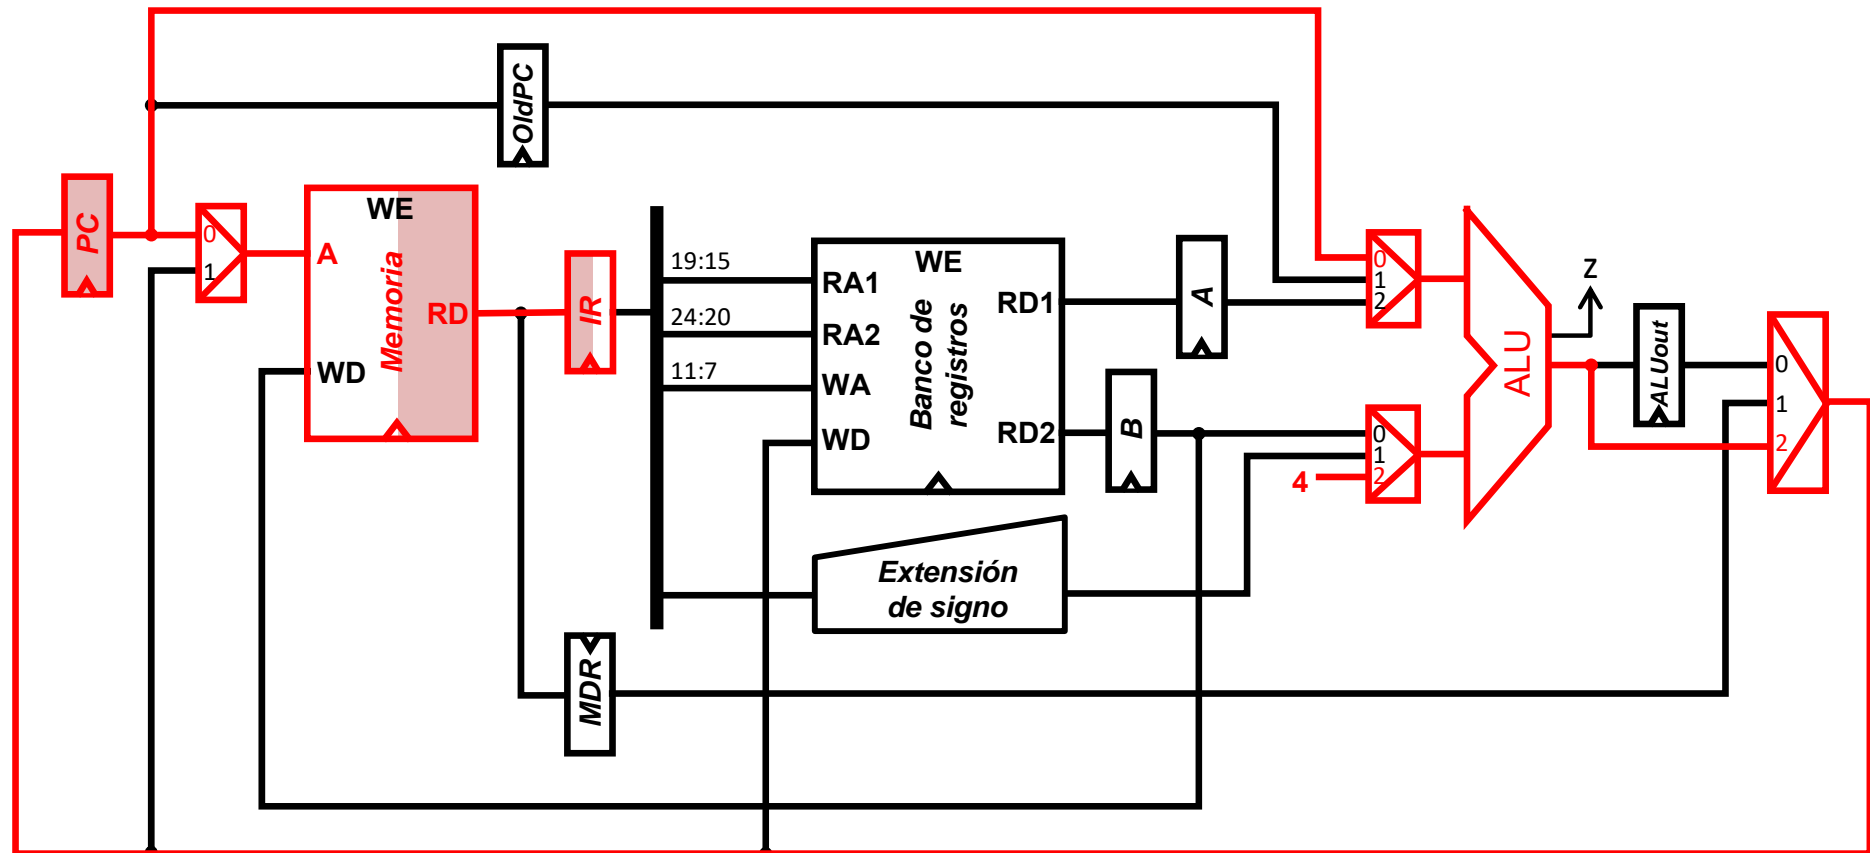 OldPC
PC
0
1
WE
A
Memoria
RD
WD
IR
19:15
24:20
11:7
WE
RA1
RA2
WA
WD
Banco de
registros
RD1
RD2
A
B
0
1
2
0
1
2
4
ALU
Z
ALUout
0
1
2
Extensión
de signo
MDR